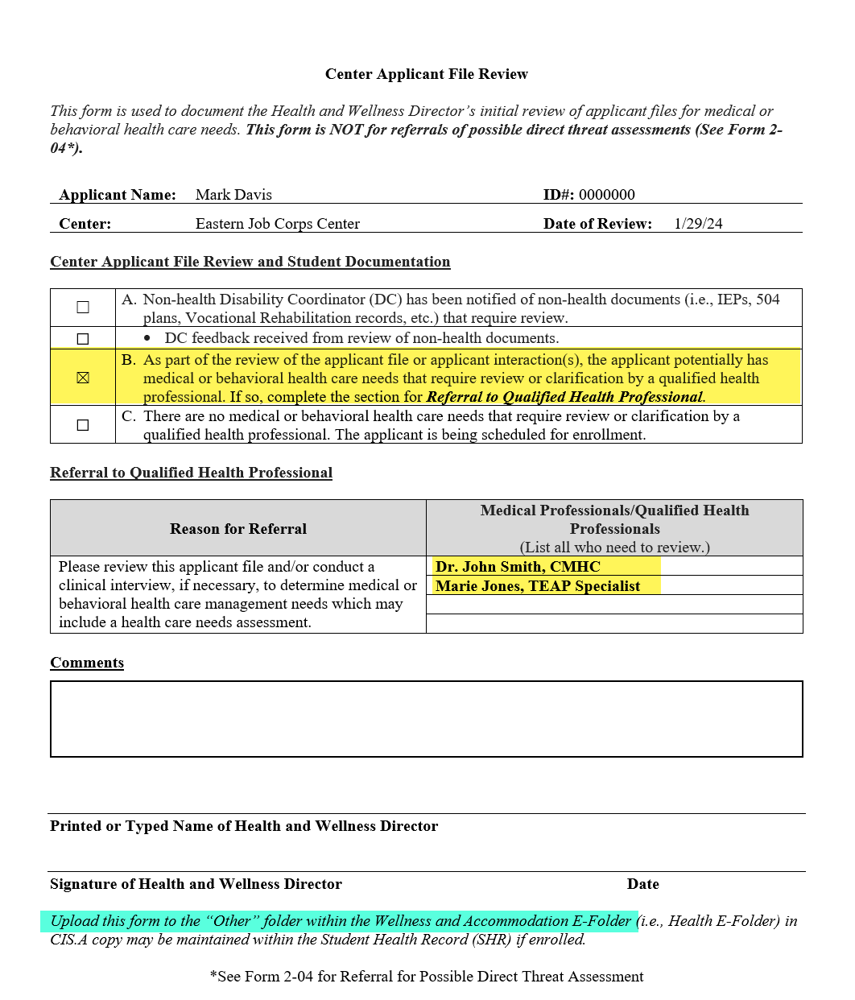 Center Applicant File Review
This form is used to document the Health and Wellness Director's initial review of applicant files for medical or
behavioral health care needs. This form is NOT for referrals of possible direct threat assessments (See Form 2-
04*).
Applicant Name: Mark Davis ID#: 0000000
Center: Eastern Job Corps Center Date of Review: 1/29/24
Center Applicant File Review and Student Documentation
☐ A. Non-health Disability Coordinator (DC) has been notified of non-health documents (i.e., IEPs, 504
plans, Vocational Rehabilitation records, etc.) that require review.
☐ • DC feedback received from review of non-health documents.
B. As part of the review of the applicant file or applicant interaction(s), the applicant potentially has
☒ medical or behavioral health care needs that require review or clarification by a qualified health
professional. If so, complete the section for Referral to Qualified Health Professional.
☐ C. There are no medical or behavioral health care needs that require review or clarification by a
qualified health professional. The applicant is being scheduled for enrollment.
Referral to Qualified Health Professional
Reason for Referral
Medical Professionals/Qualified Health
Professionals
(List all who need to review.)
Please review this applicant file and/or conduct a
clinical interview, if necessary, to determine medical or
behavioral health care management needs which may
include a health care needs assessment.
Dr. John Smith, CMHC
Marie Jones, TEAP Specialist
Comments
Printed or Typed Name of Health and Wellness Director
Signature of Health and Wellness Director Date
Upload this form to the "Other" folder within the Wellness and Accommodation E-Folder (i.e., Health E-Folder) in
CIS.A copy may be maintained within the Student Health Record (SHR) if enrolled.
*See Form 2-04 for Referral for Possible Direct Threat Assessment